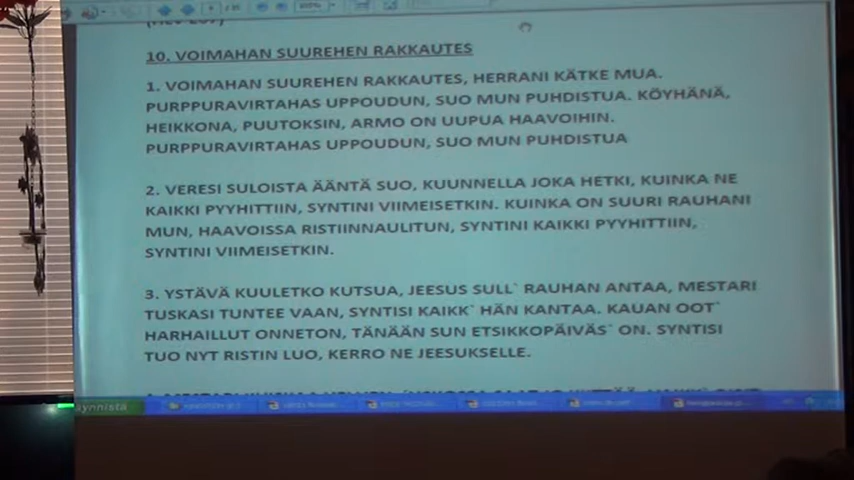 10. VOIMAHAN SUUREHEN RAKKAUTES
1. VOIMAHAN SUUREHEN RAKKAUTES, HERRANI KÄTKE MUA.
PURPPURAVIRTAHAS UPPOUDUN, SUO MUN PUHDISTUA. KÖYHÄNÄ,
HEIKKONA, PUUTOKSIN, ARMO ON UUPUA HAAVOIHIN.
PURPPURAVIRTAHAS UPPOUDUN, SUO MUN PUHDISTUA
2. VERESI SULOISTA ÄÄNTÄ SUO, KUUNNELLA JOKA HETKI, KUINKA NE
KAIKKI PYYHITTIIN, SYNTINI VIIMEISETKIN. KUINKA ON SUURI RAUHANI
MUN, HAAVOISSA RISTIINNAULITUN, SYNTINI KAIKKI PYYHITTIIN,
SYNTINI VIIMEISETKIN.
3. YSTÄVÄ KUULETKO KUTSUA, JEESUS SULL` RAUHAN ANTAA, MESTARI
TUSKASI TUNTEE VAAN, SYNTISI KAIKK` HÄN KANTAA. KAUAN OOT`
HARHAILLUT ONNETON, TÄNÄÄN SUN ETSIKKOPÄIVÄS` ON. SYNTISI
TUO NYT RISTIN LUO, KERRO NE JEESUKSELLE.